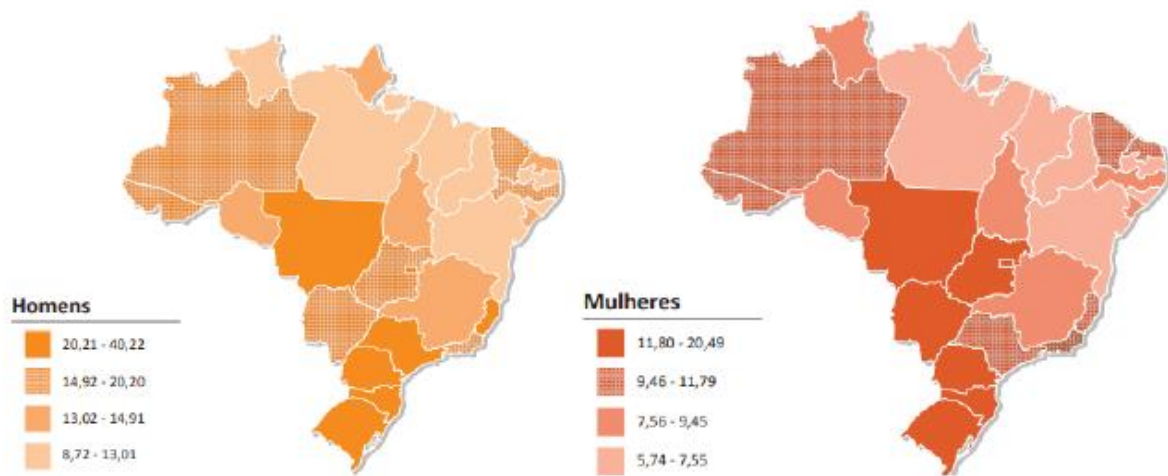 Homens
20,21 - 40,22
14,92 - 20,20
13,02 - 14,91
8,72 - 13,01
Mulheres
11,80 - 20,49
9,46 - 11,79
7,56 - 9,45
5,74 - 7,55